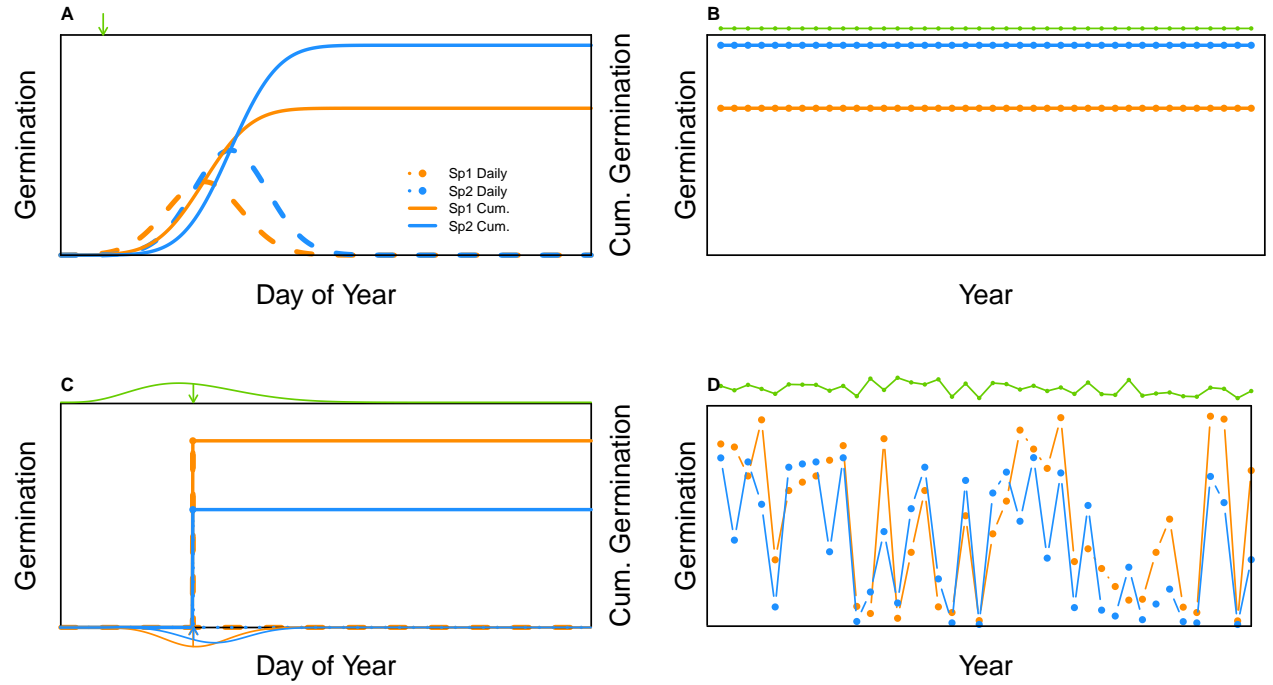 A
Germination
Cum. Germination
Sp1 Daily
Sp2 Daily
Sp1 Cum.
Sp2 Cum.
Day of Year
B
Germination
Year
C
Germination
Cum. Germination
Day of Year
D
Germination
Year